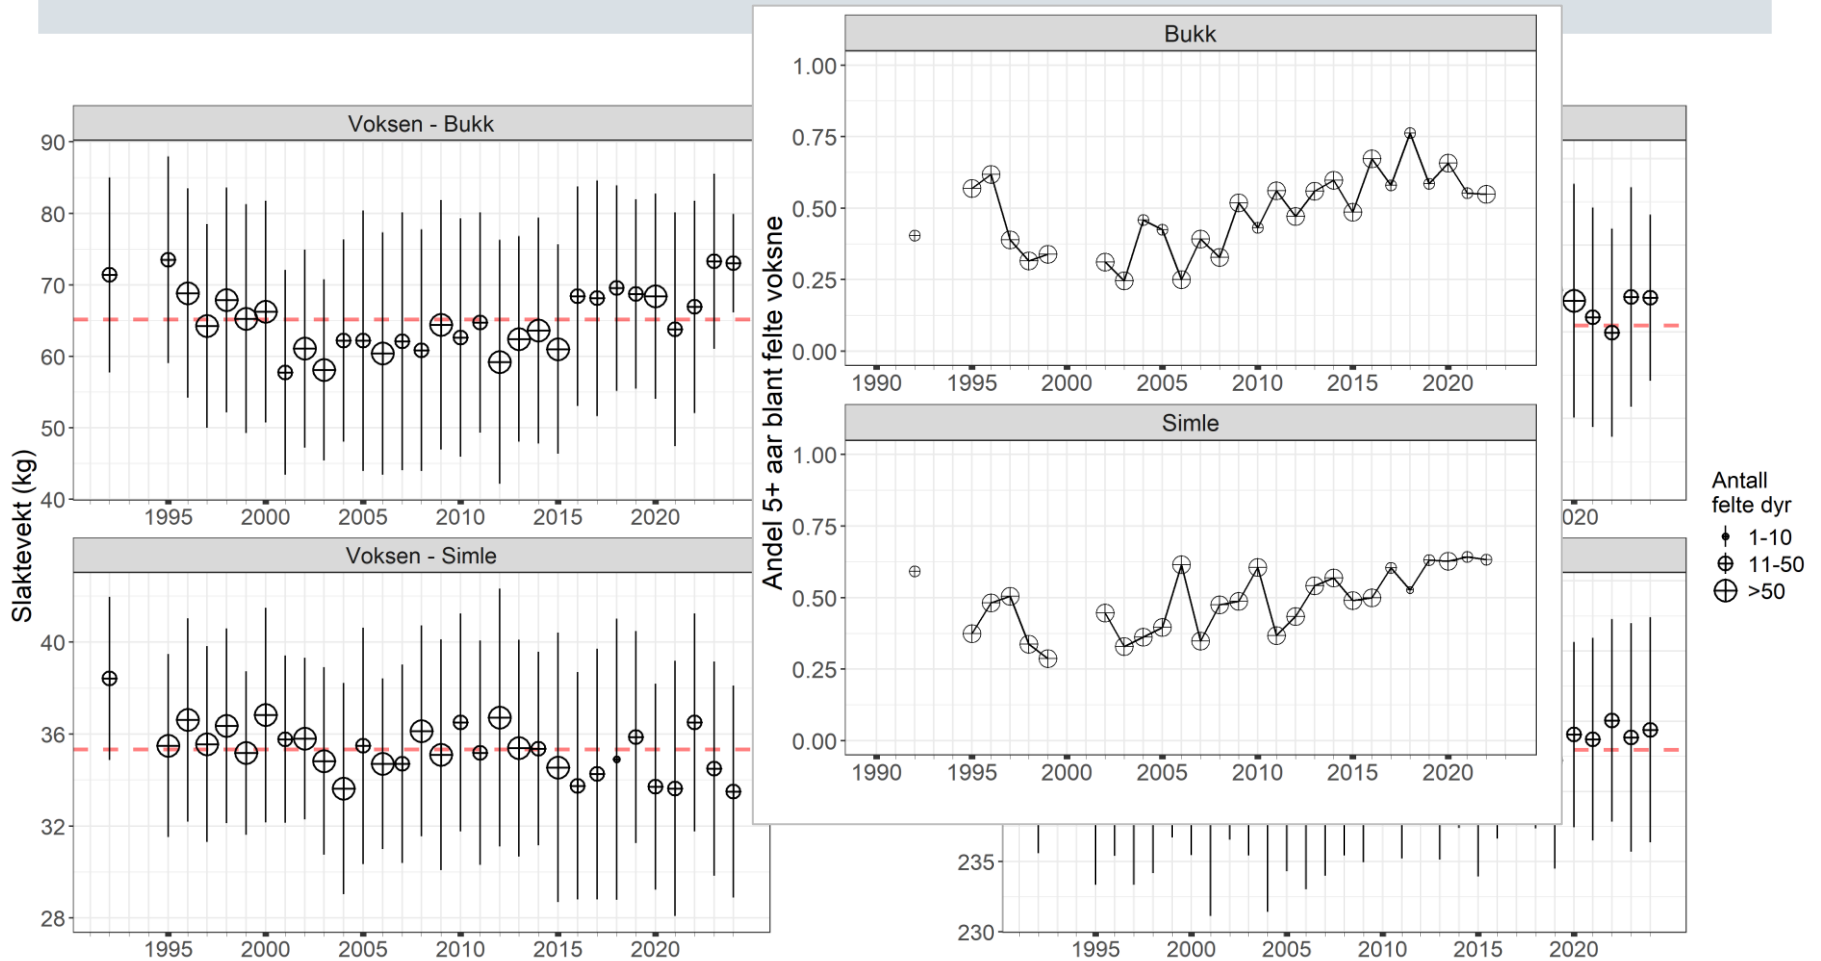 Voksen - Bukk
90
80
70
60
50
40
1995 2000 2005 2010 2015 2020
Slaktevekt (kg)
Voksen - Simle
40
36
32
28
1995 2000 2005 2010 2015 2020
Bukk
1.00
0.75
0.50
0.25
0.00
1990 1995 2000 2005 2010 2015 2020
Andel 5+ aar blant felte voksne
Simle
1.00
0.75
0.50
0.25
0.00
1990 1995 2000 2005 2010 2015 2020
020
235
230
1995 2000 2005 2010 2015 2020
Antall
felte dyr
1-10
11-50
>50